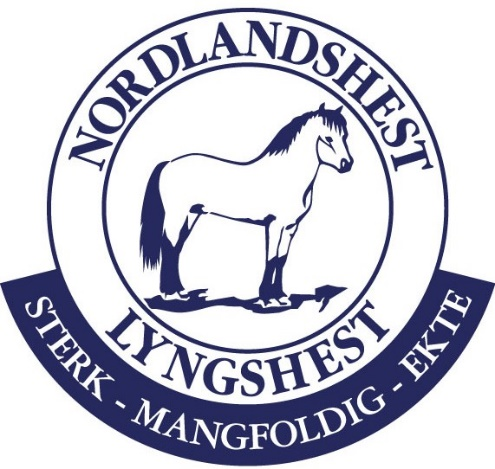 NORDLANDSHEST
LYNGSHEST
STERK - MANGFOLDIG - EKTE